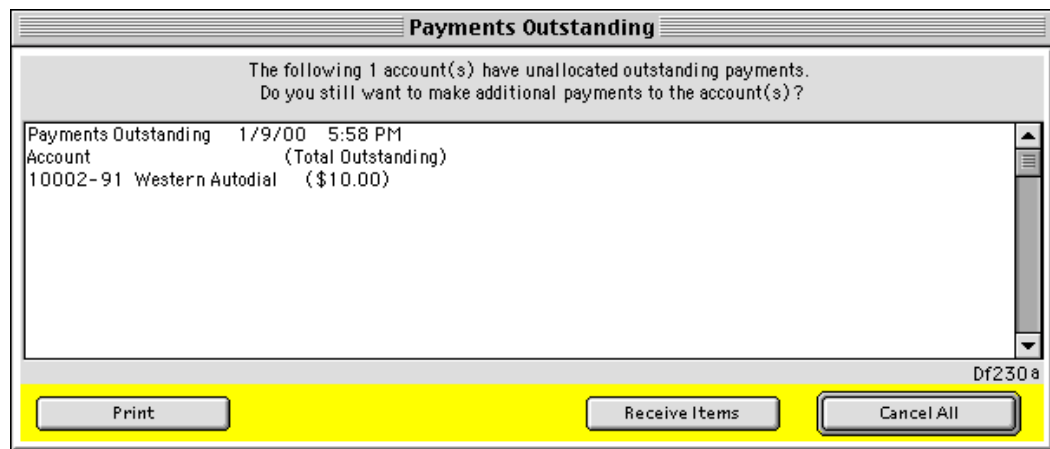 Payments Outstanding
The following 1 account(s) have unallocated outstanding payments.
Do you still want to make additional payments to the account(s)?
Payments Outstanding 1/9/00 5:58 PM
Account (Total Outstanding)
10002-91 Western Autodial ($10.00)
Df230a
Print Receive Items Cancel All